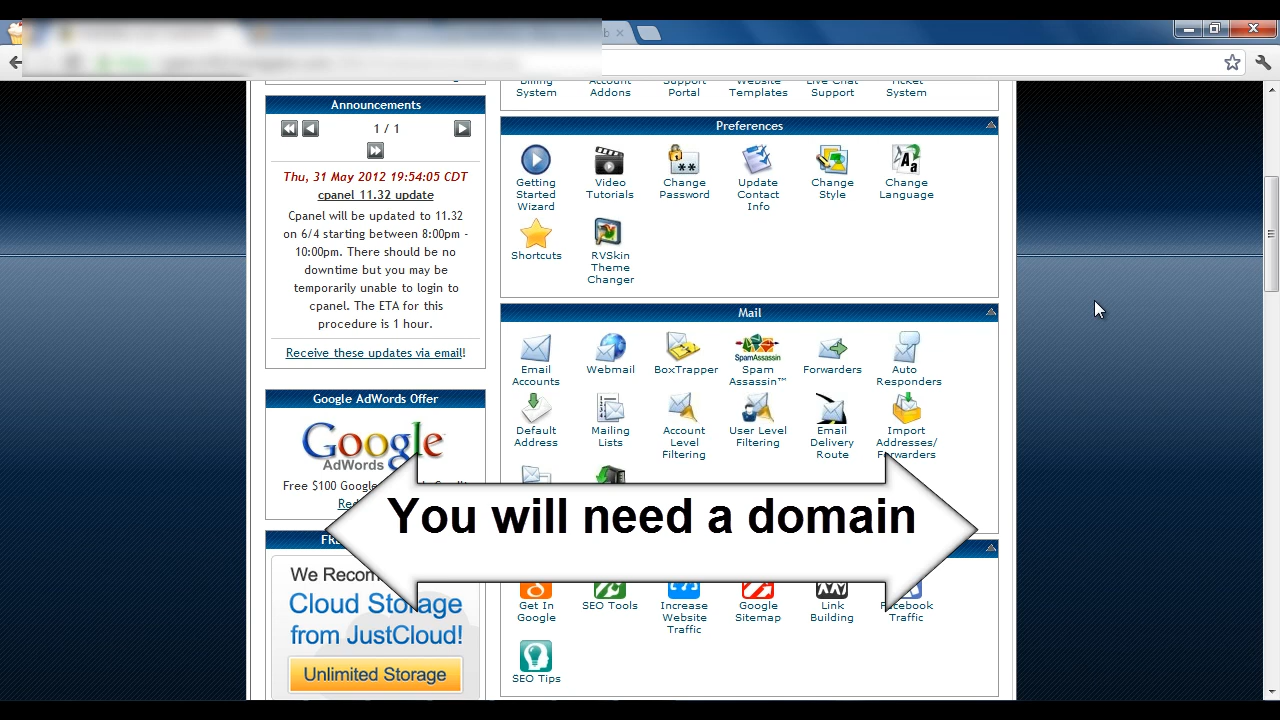 System
Account
Addons
Support
Portal
Website
Templates
Live Chat
Support
Ticket
System
Announcements
1 / 1
Thu, 31 May 2012 19:54:05 CDT
cpanel 11.32 update
Cpanel will be updated to 11.32
on 6/4 starting between 8:00pm -
10:00pm. There should be no
downtime but you may be
temporarily unable to login to
cpanel. The ETA for this
procedure is 1 hour.
Receive these updates via email!
Google AdWords Offer
Google
AdWords
Free $100
We
Cloud Storage
from JustCloud!
Unlimited Storage
Preferences
Getting
Started
Wizard
Video
Tutorials
Change
Password
Update
Contact
Info
Change
Style
Change
Language
Shortcuts
RVSkin
Theme
Changer
Mail
Email
Accounts
Webmail
BoxTrapper
SpamAssassin
Spam
Assassin™
Forwarders
Auto
Responders
Default
Address
Mailing
Lists
Account
Level
Filtering
User Level
Filtering
Email
Delivery
Route
Import
Addresses/
Forwarders
You will need a domain
Get In
Google
SEO Tools
Increase
Website
Traffic
Google
Sitemap
Link
Building
Facebook
Traffic
SEO Tips